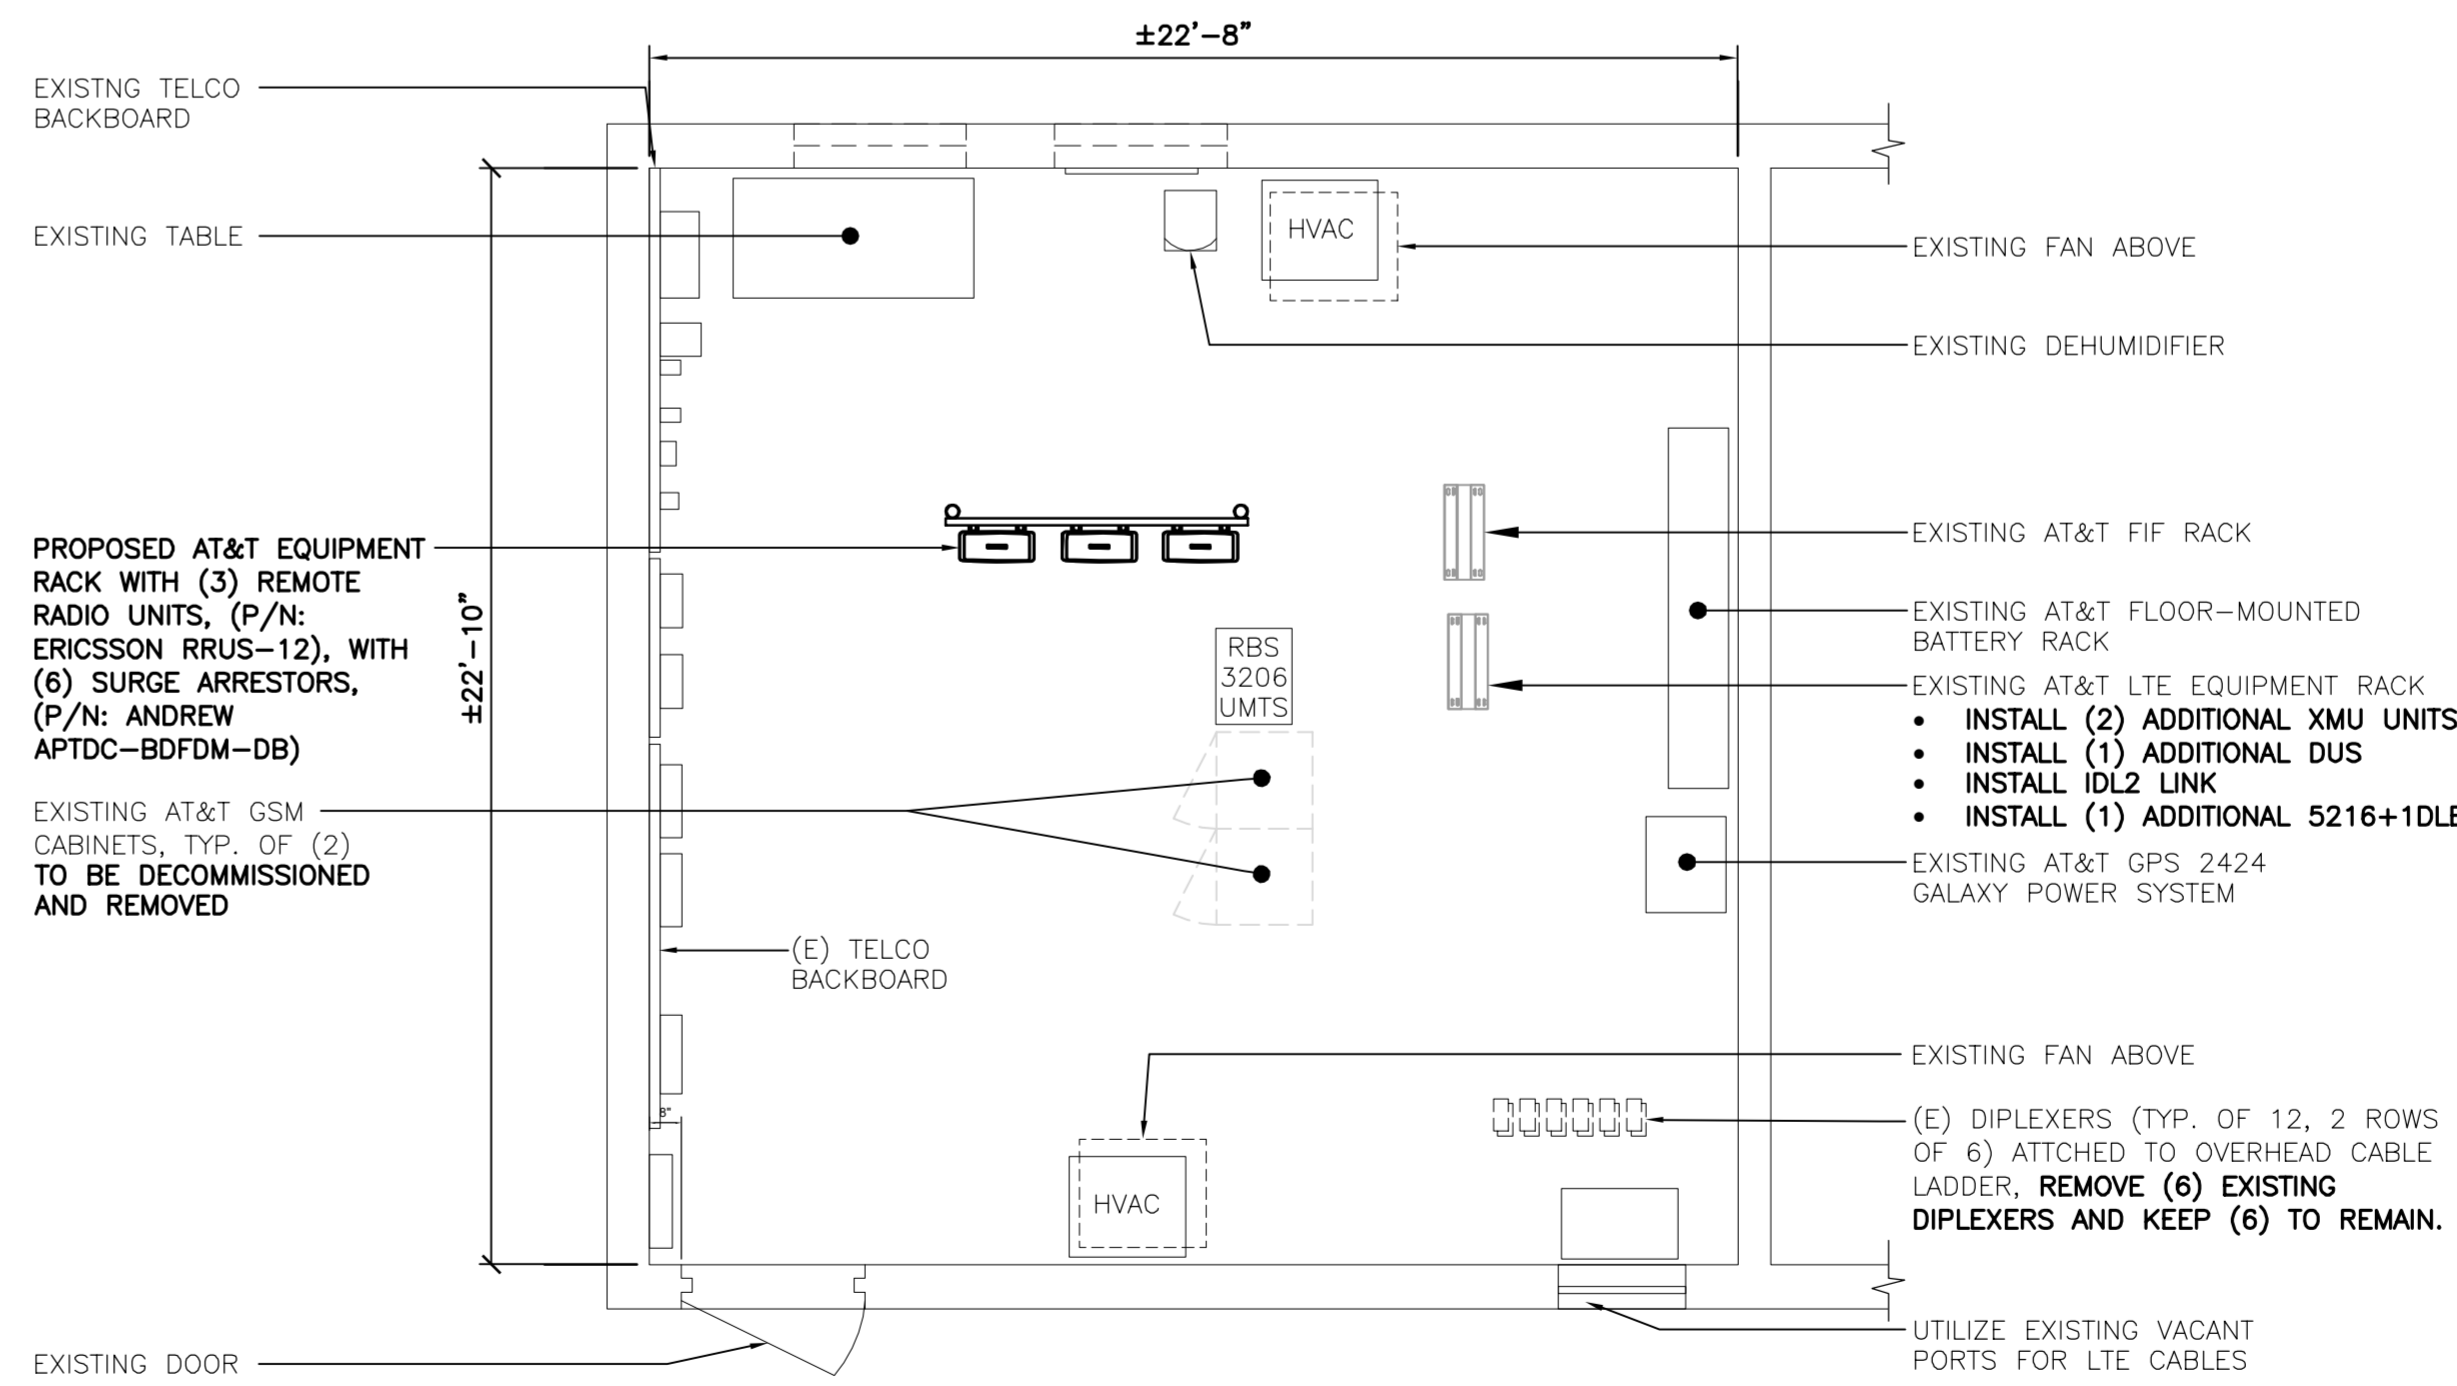 ±22'-8"
EXISTNG TELCO
BACKBOARD
EXISTING TABLE
PROPOSED AT&T EQUIPMENT
RACK WITH (3) REMOTE
RADIO UNITS, (P/N:
ERICSSON RRUS-12), WITH
(6) SURGE ARRESTORS,
(P/N: ANDREW
APTDC-BDFDM-DB)
±22'-10"
EXISTING AT&T GSM
CABINETS, TYP. OF (2)
TO BE DECOMMISSIONED
AND REMOVED
EXISTING DOOR
HVAC
RBS
3206
UMTS
(E) TELCO
BACKBOARD
8"
HVAC
EXISTING FAN ABOVE
EXISTING DEHUMIDIFIER
EXISTING AT&T FIF RACK
EXISTING AT&T FLOOR-MOUNTED
BATTERY RACK
EXISTING AT&T LTE EQUIPMENT RACK
• INSTALL (2) ADDITIONAL XMU UNITS
• INSTALL (1) ADDITIONAL DUS
• INSTALL IDL2 LINK
• INSTALL (1) ADDITIONAL 5216+1DLE
EXISTING AT&T GPS 2424
GALAXY POWER SYSTEM
EXISTING FAN ABOVE
(E) DIPLEXERS (TYP. OF 12, 2 ROWS
OF 6) ATTCHED TO OVERHEAD CABLE
LADDER, REMOVE (6) EXISTING
DIPLEXERS AND KEEP (6) TO REMAIN.
UTILIZE EXISTING VACANT
PORTS FOR LTE CABLES